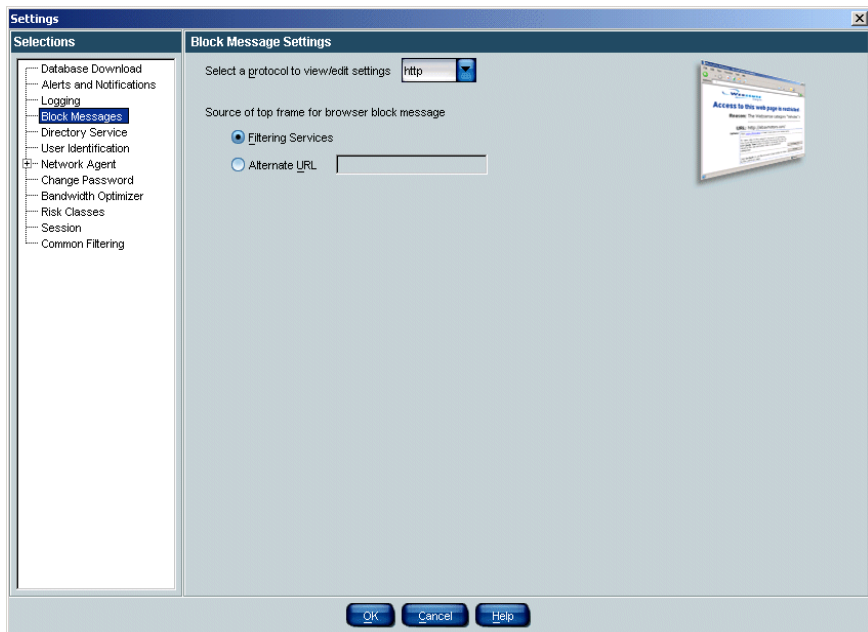 Settings
Selections
Block Message Settings
Database Download
Alerts and Notifications
Logging
Block Messages
Directory Service
User Identification
Network Agent
Change Password
Bandwidth Optimizer
Risk Classes
Session
Common Filtering
Select a protocol to view/edit settings http
Source of top frame for browser block message
Filtering Services
Alternate URL
Access to this web page is restricted
OK Cancel Help